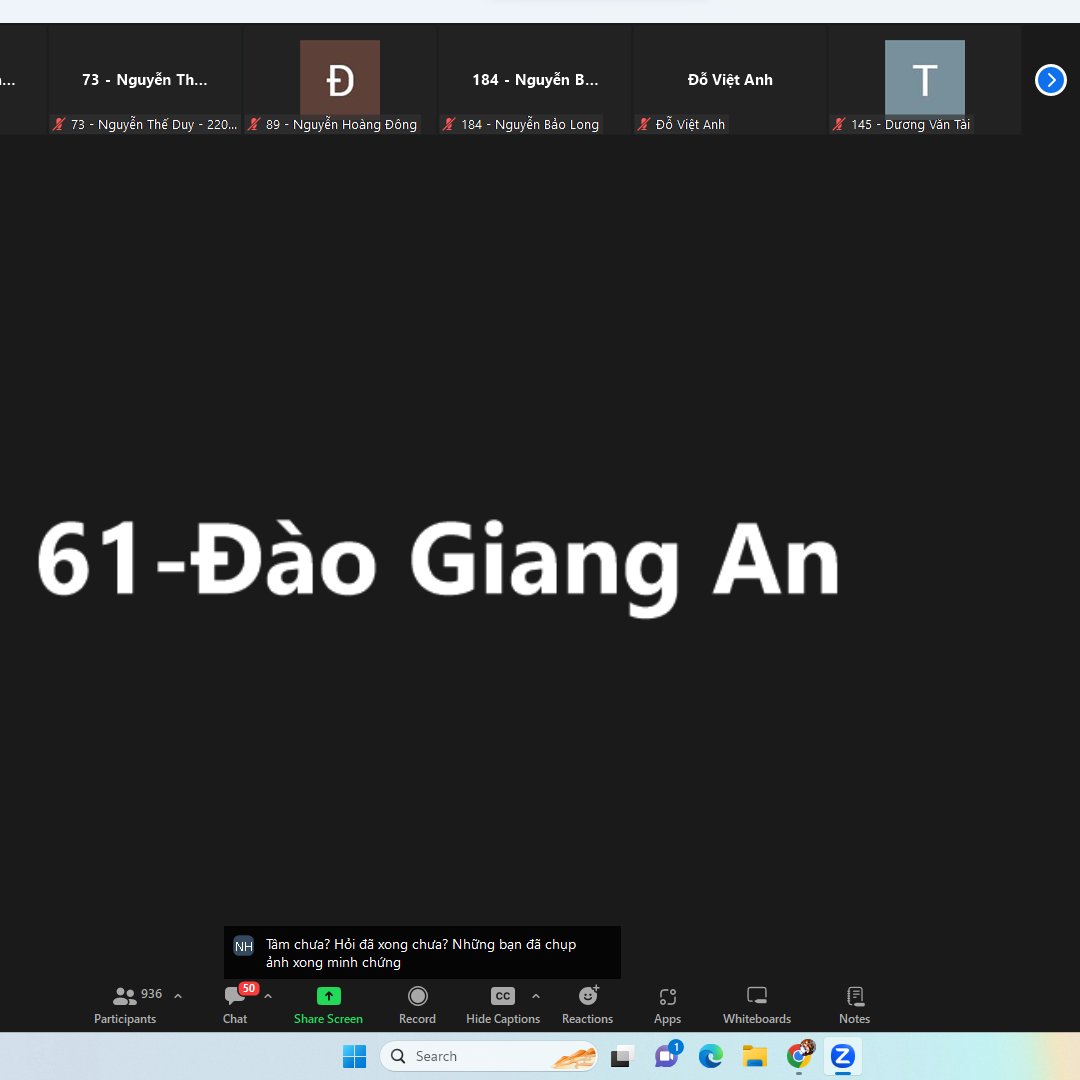 73 - Nguyễn Th...
Đ
184 - Nguyễn B...
Đỗ Việt Anh
T
73 - Nguyễn Thế Duy - 220...
89 - Nguyễn Hoàng Đông
184 - Nguyễn Bảo Long
Đỗ Việt Anh
145 - Dương Văn Tài
61-Đào Giang An
NH
Tâm chưa? Hỏi đã xong chưa? Những bạn đã chụp
ảnh xong minh chứng
936
50
CC
Participants
Chat
Share Screen
Record
Hide Captions
Reactions
Apps
Whiteboards
Notes
Search
1